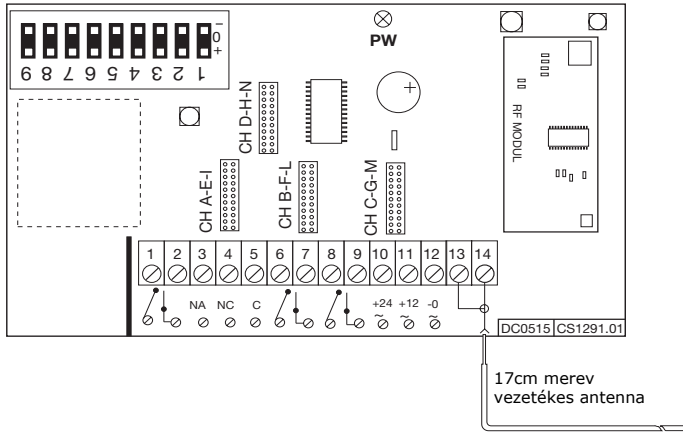 PW
−
0
+
9 8 7 6 5 4 3 2 1
RF MODUL
CH D-H-N
CH A-E-I
CH B-F-L
CH C-G-M
1 2 3 4 5 6 7 8 9 10 11 12 13 14
NA NC C +24 +12 -0
~ ~ ~
DC0515 CS1291.01
17cm merev
vezetékes antenna